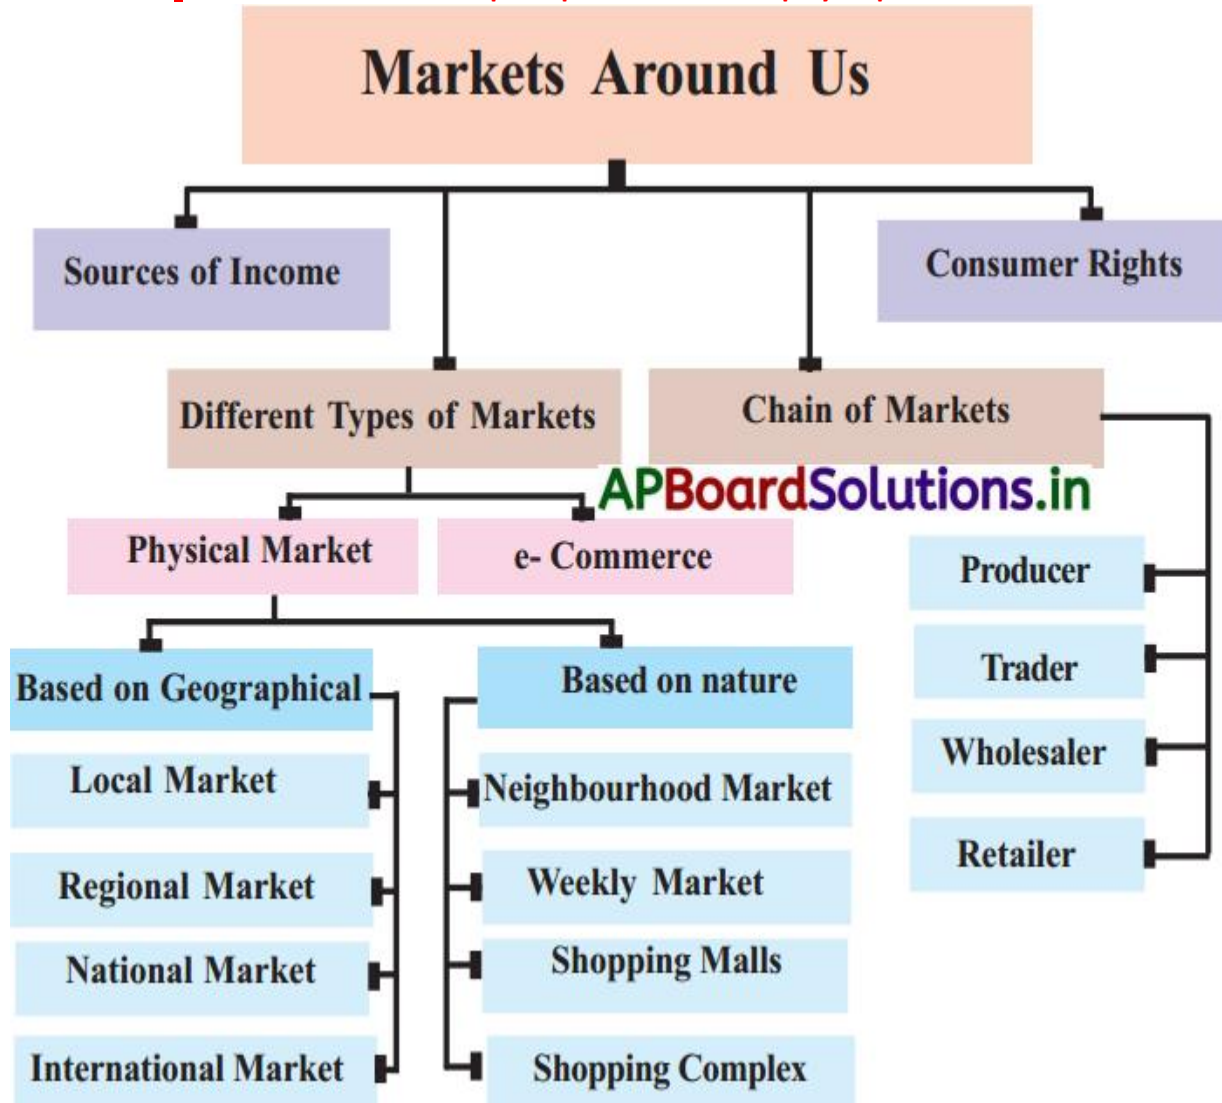 Markets Around Us
Sources of Income
Consumer Rights
Different Types of Markets
Chain of Markets
APBoardSolutions.in
Physical Market
e- Commerce
Producer
Trader
Wholesaler
Retailer
Based on Geographical
Based on nature
Local Market
Neighbourhood Market
Regional Market
Weekly Market
National Market
Shopping Malls
International Market
Shopping Complex